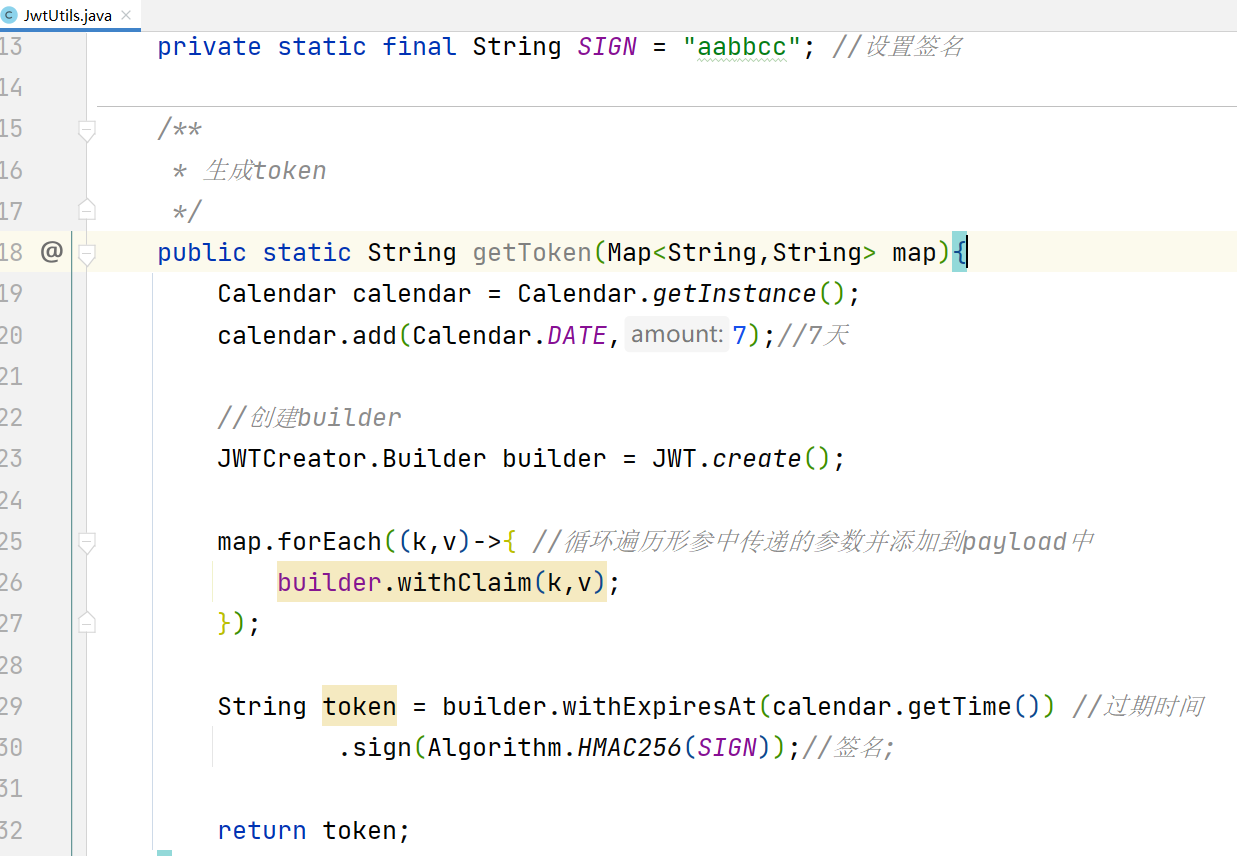 JwtUtils.java
13 private static final String SIGN = "aabbcc"; //设置签名
14
15 /**
16 * 生成token
17 */
18 @ public static String getToken(Map<String,String> map){
19 Calendar calendar = Calendar.getInstance();
20 calendar.add(Calendar.DATE, amount: 7);//7天
21
22 //创建builder
23 JWTCreator.Builder builder = JWT.create();
24
25 map.forEach((k,v)->{ //循环遍历形参中传递的参数并添加到payload中
26 builder.withClaim(k,v);
27 });
28
29 String token = builder.withExpiresAt(calendar.getTime()) //过期时间
30 .sign(Algorithm.HMAC256(SIGN));//签名;
31
32 return token;